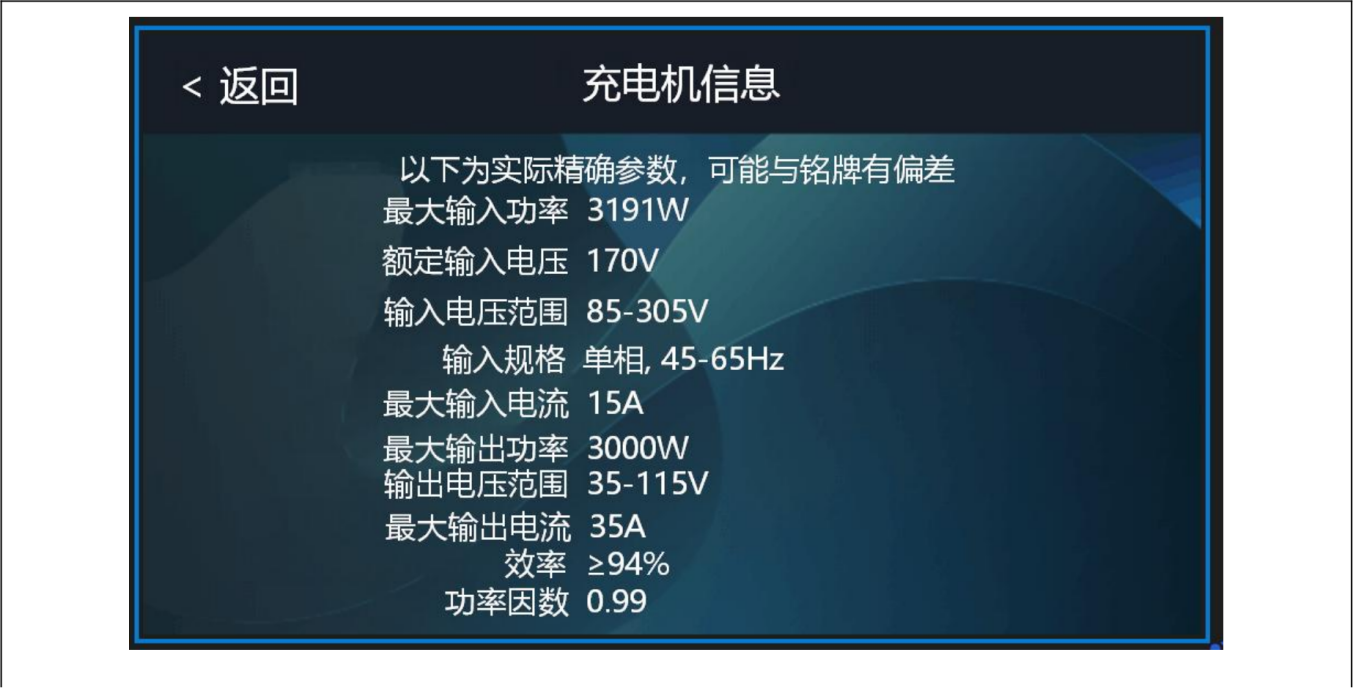 < 返回
充电机信息
以下为实际精确参数，可能与铭牌有偏差
最大输入功率 3191W
额定输入电压 170V
输入电压范围 85-305V
输入规格 单相, 45-65Hz
最大输入电流 15A
最大输出功率 3000W
输出电压范围 35-115V
最大输出电流 35A
效率 ≥94%
功率因数 0.99